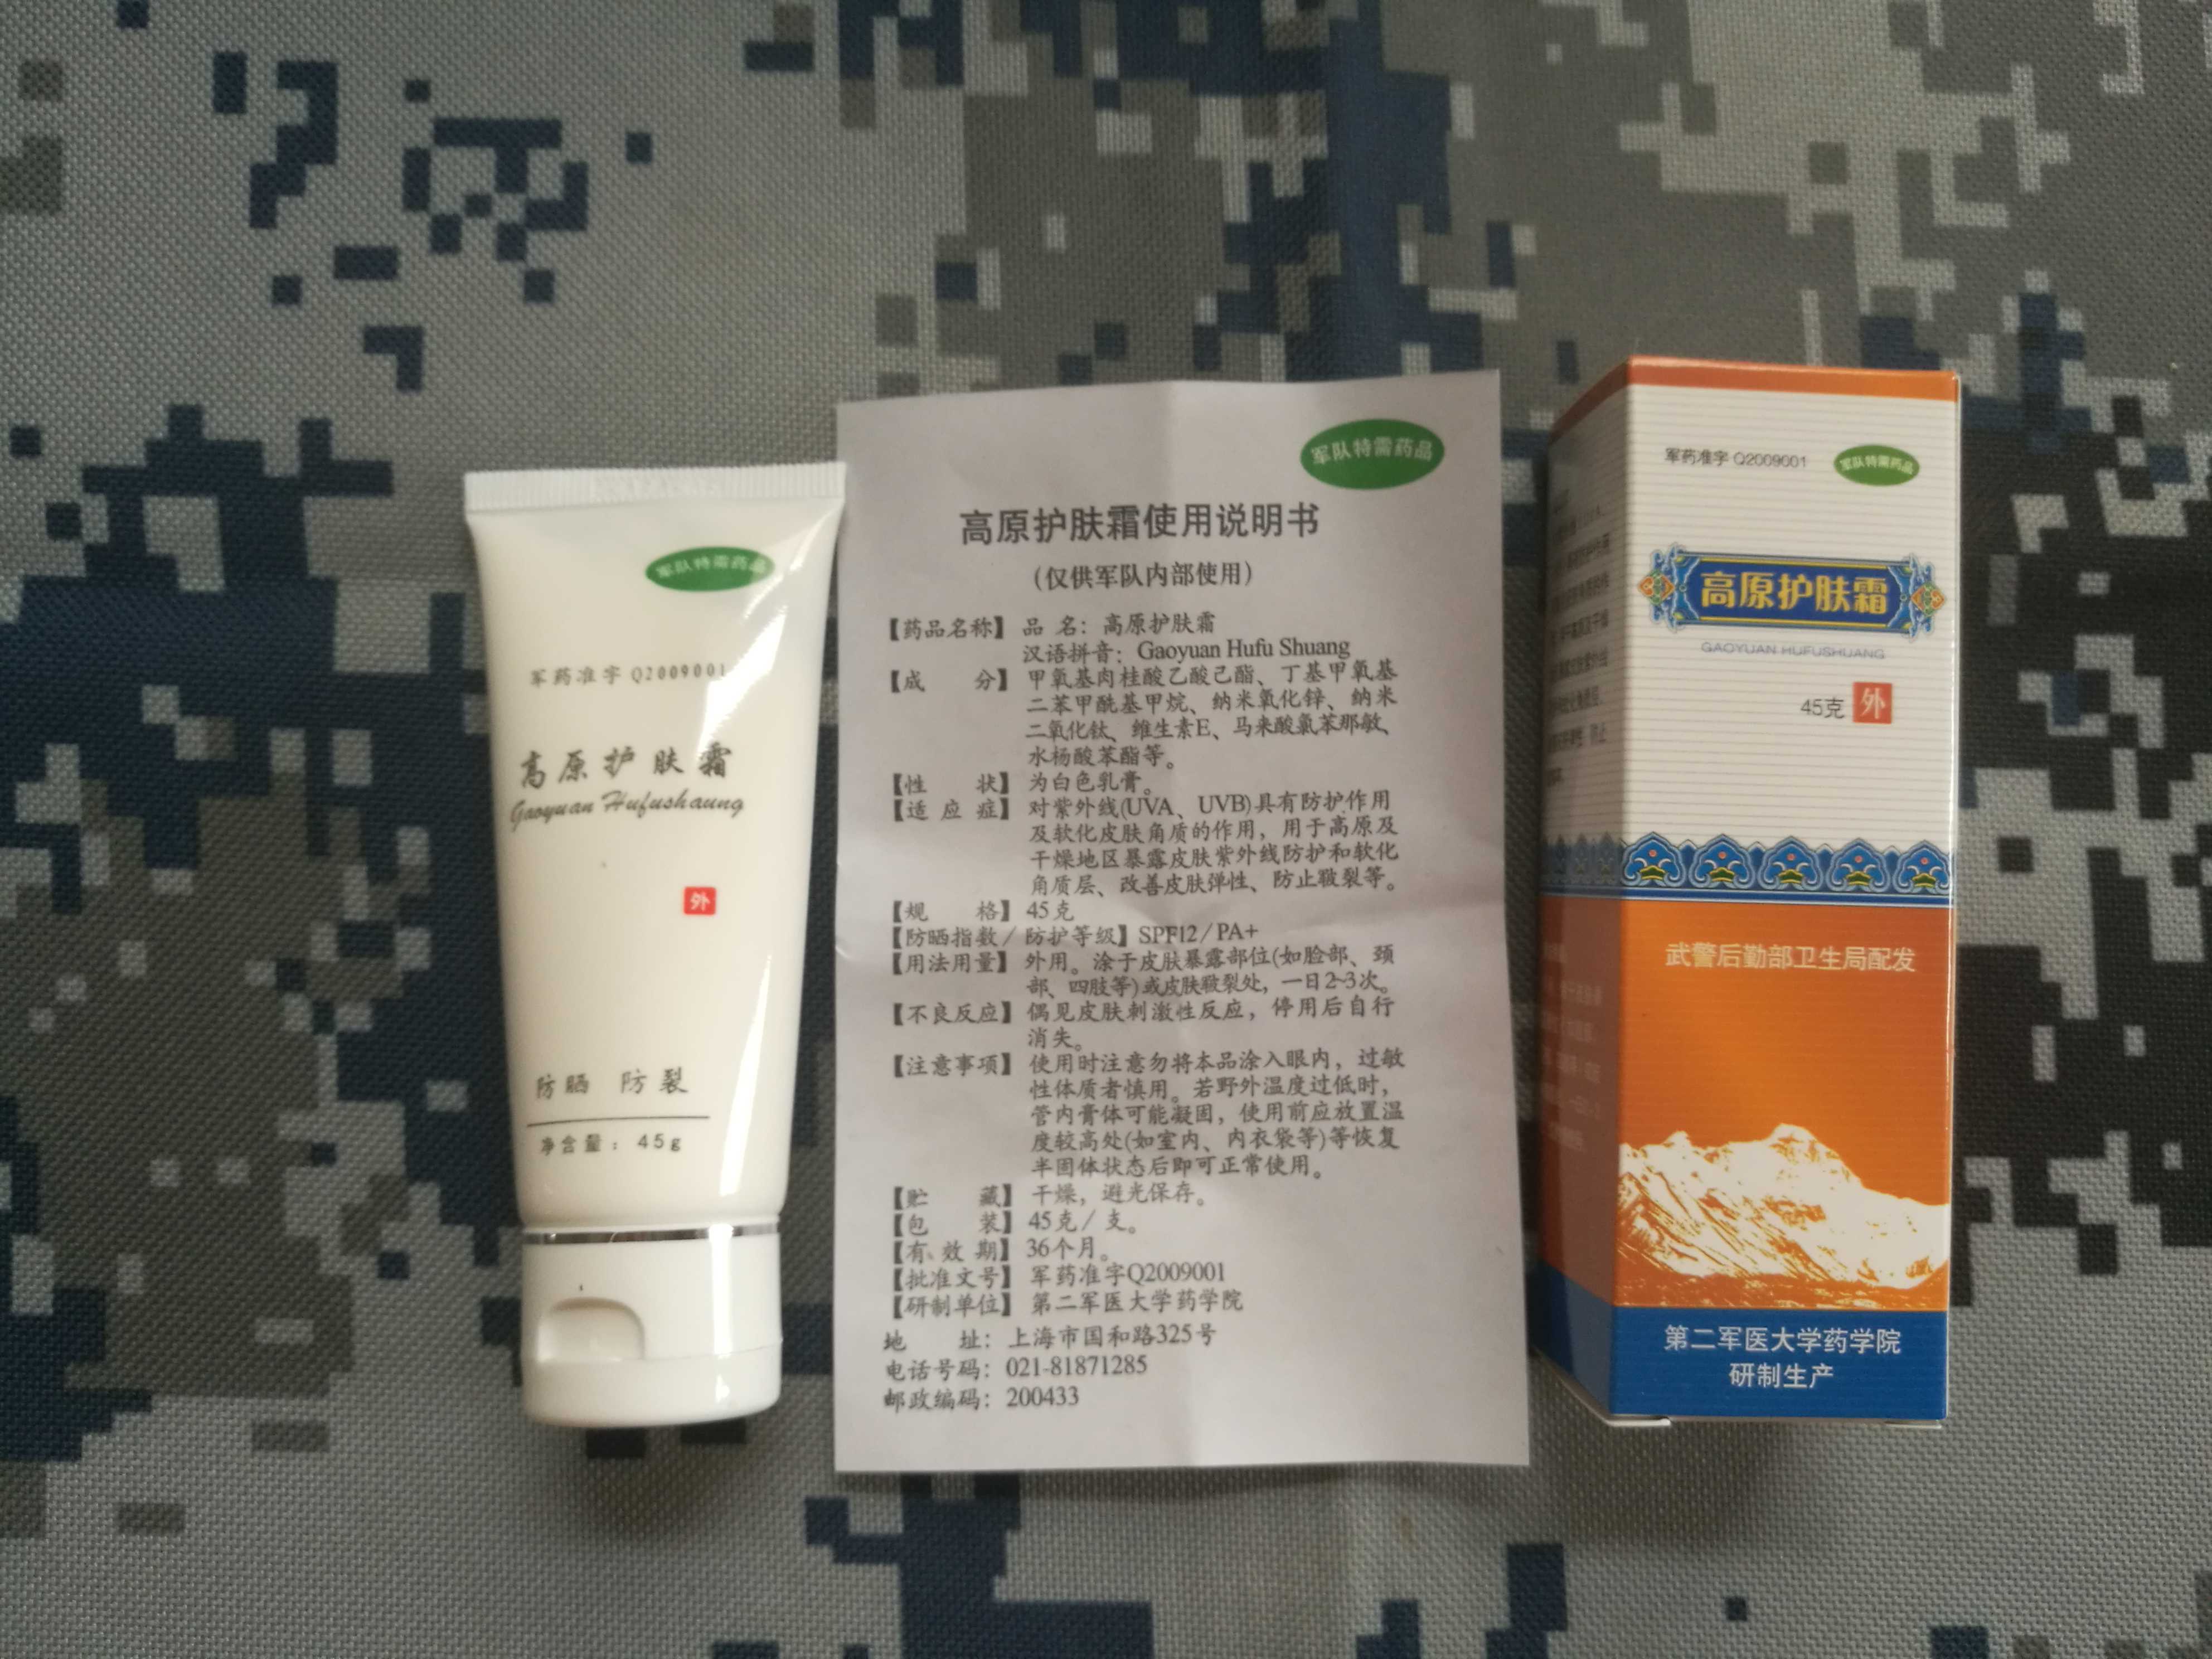 军队特需药品
军药准字 Q2009001
高原护肤霜
Gaoyuan Hufushaung
外
防晒 防裂
净含量：45g
军队特需药品
高原护肤霜使用说明书
（仅供军队内部使用）
【药品名称】 品 名：高原护肤霜
汉语拼音：Gaoyuan Hufu Shuang
【成 分】 甲氧基肉桂酸乙酸己酯、丁基甲氧基
二苯甲酰基甲烷、纳米氧化锌、纳米
二氧化钛、维生素E、马来酸氯苯那敏、
水杨酸苯酯等。
【性 状】 为白色乳膏。
【适 应 症】 对紫外线(UVA、UVB)具有防护作用
及软化皮肤角质的作用，用于高原及
干燥地区暴露皮肤紫外线防护和软化
角质层、改善皮肤弹性、防止皲裂等。
【规 格】 45克
【防晒指数／防护等级】SPF12/PA+
【用法用量】 外用。涂于皮肤暴露部位(如脸部、颈
部、四肢等)或皮肤皲裂处，一日2~3次。
【不良反应】 偶见皮肤刺激性反应，停用后自行
消失。
【注意事项】 使用时注意勿将本品涂入眼内，过敏
性体质者慎用。若野外温度过低时，
管内膏体可能凝固，使用前应放置温
度较高处(如室内、内衣袋等)等恢复
半固体状态后即可正常使用。
【贮 藏】 干燥，避光保存。
【包 装】 45克／支。
【有 效 期】 36个月。
【批准文号】 军药准字Q2009001
【研制单位】 第二军医大学药学院
地 址：上海市国和路325号
电话号码：021-81871285
邮政编码：200433
军药准字 Q2009001
军队特需药品
高原护肤霜
GAOYUAN HUFUSHUANG
45克 外
武警后勤部卫生局配发
第二军医大学药学院
研制生产